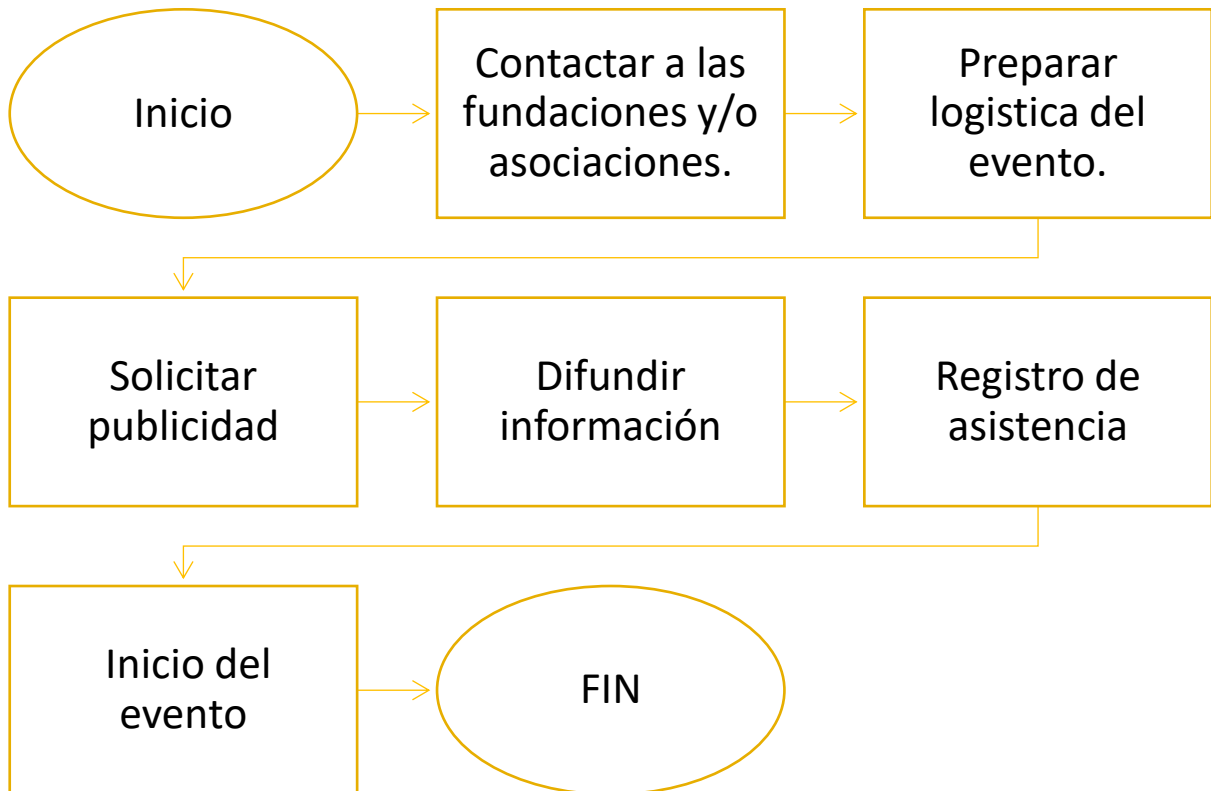 Inicio
Contactar a las
fundaciones y/o
asociaciones.
Preparar
logistica del
evento.
Solicitar
publicidad
Difundir
información
Registro de
asistencia
Inicio del
evento
FIN